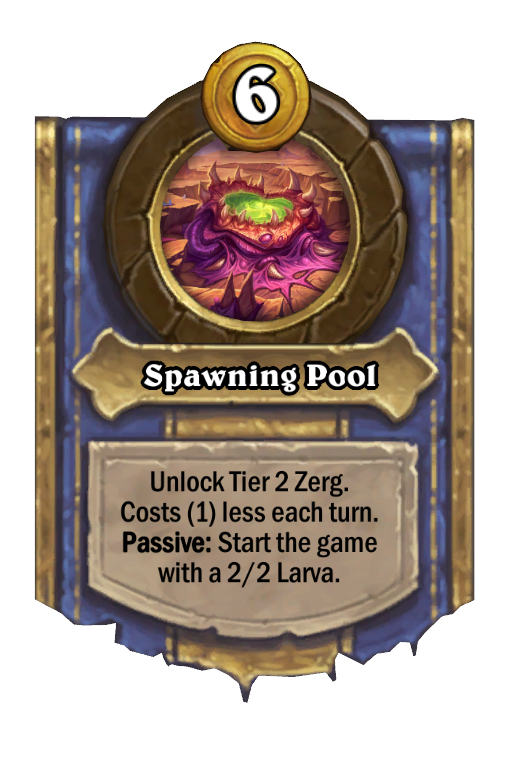 6
Spawning Pool
Unlock Tier 2 Zerg.
Costs (1) less each turn.
Passive: Start the game
with a 2/2 Larva.